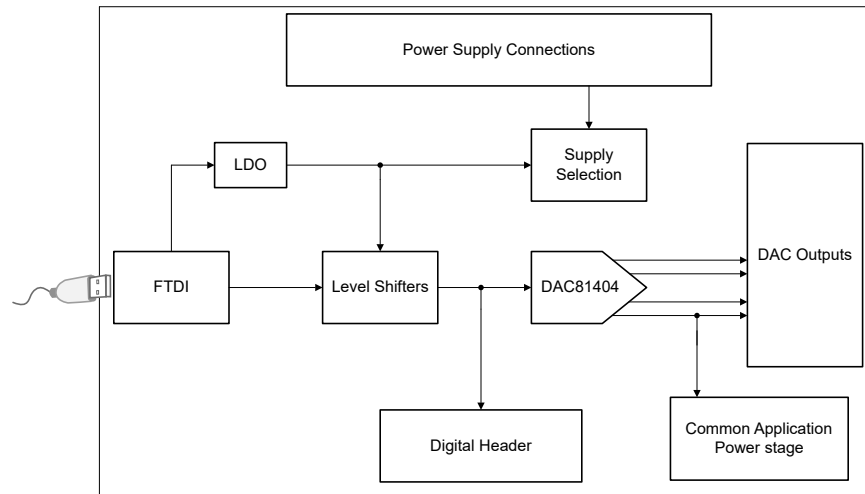 Power Supply Connections
LDO
Supply
Selection
FTDI
Level Shifters
DAC81404
DAC Outputs
Digital Header
Common Application
Power stage